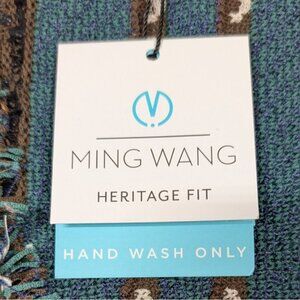 MING WANG
HERITAGE FIT
HAND WASH ONLY